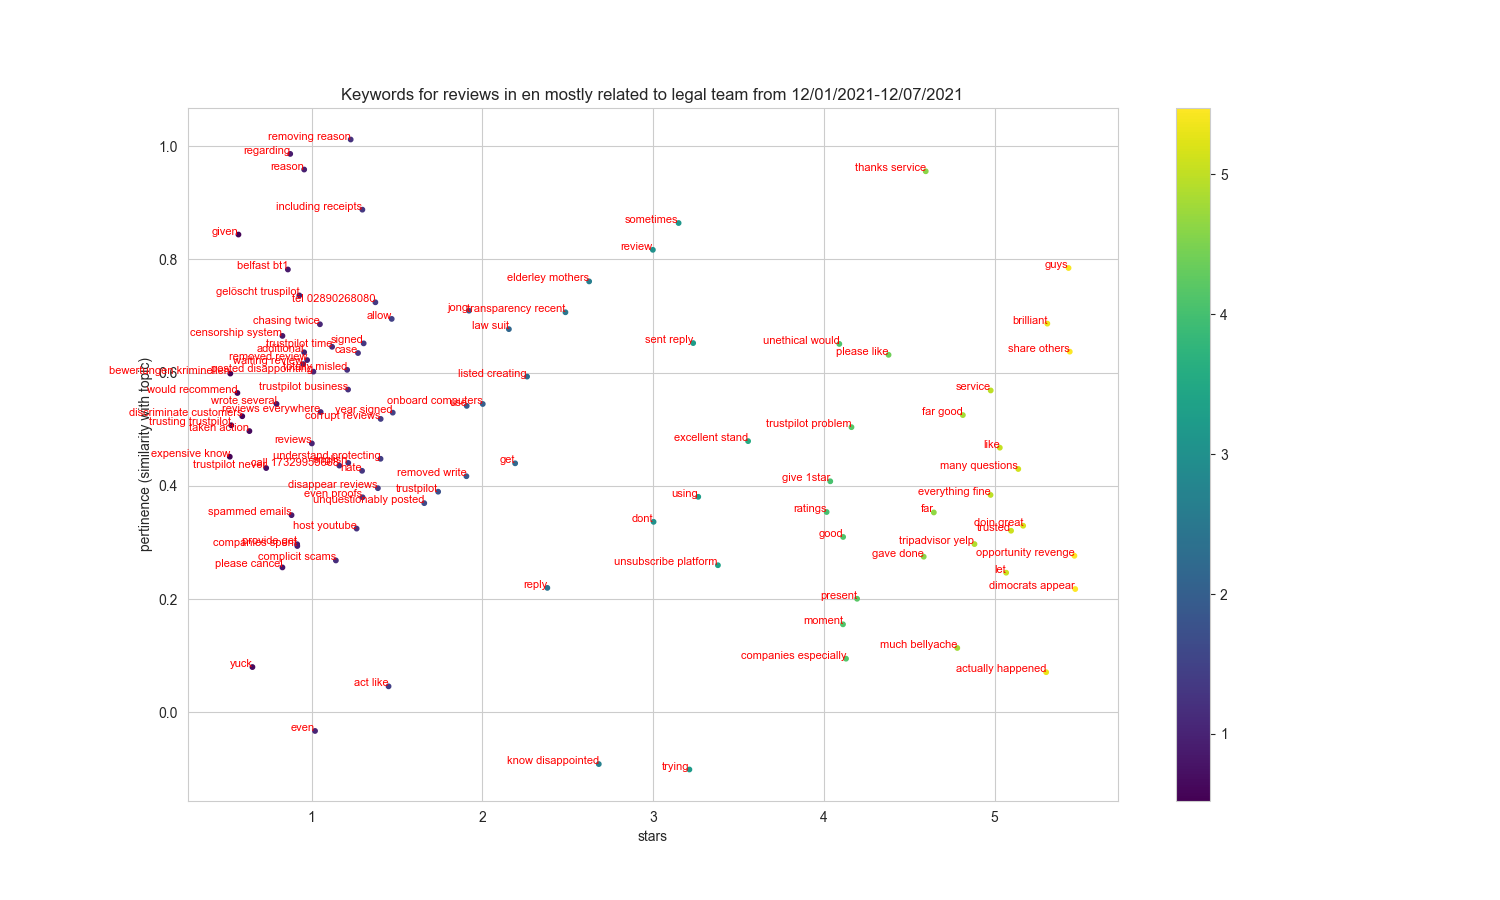 Keywords for reviews in en mostly related to legal team from 12/01/2021-12/07/2021
removing reason
regarding
reason
thanks service
including receipts
sometimes
given
review
belfast bt1
guys
elderley mothers
gelöscht truspilot
tel 02890268080
jong
transparency recent
allow
chasing twice
brilliant
law suit
censorship system
signed
sent reply
unethical would
trustpilot time
additional
case
please like
share others
removed review
waiting review
posted disappointing
misled
listed creating
would recommend
trustpilot business
service
wrote several
onboard computers
reviews everywhere
year signed
discriminate customers
corrupt reviews
far good
trusting trustpilot
taken action
trustpilot problem
reviews
excellent stand
like
expensive know
understand protecting
get
trustpilot never
hate
many questions
removed write
give 1star
disappear reviews
trustpilot
even proofs
using
everything fine
unquestionably posted
spammed emails
ratings
far
host youtube
dont
doin great
trusted
good
provide get
companies spent
tripadvisor yelp
complicit scams
gave done
opportunity revenge
please cancel
unsubscribe platform
let
reply
dimocrats appear
present
moment
much bellyache
companies especially
yuck
actually happened
act like
even
know disappointed
trying
1.0
0.8
0.6
0.4
0.2
0.0
pertinence (similarity with topic)
1 2 3 4 5
stars
5
4
3
2
1